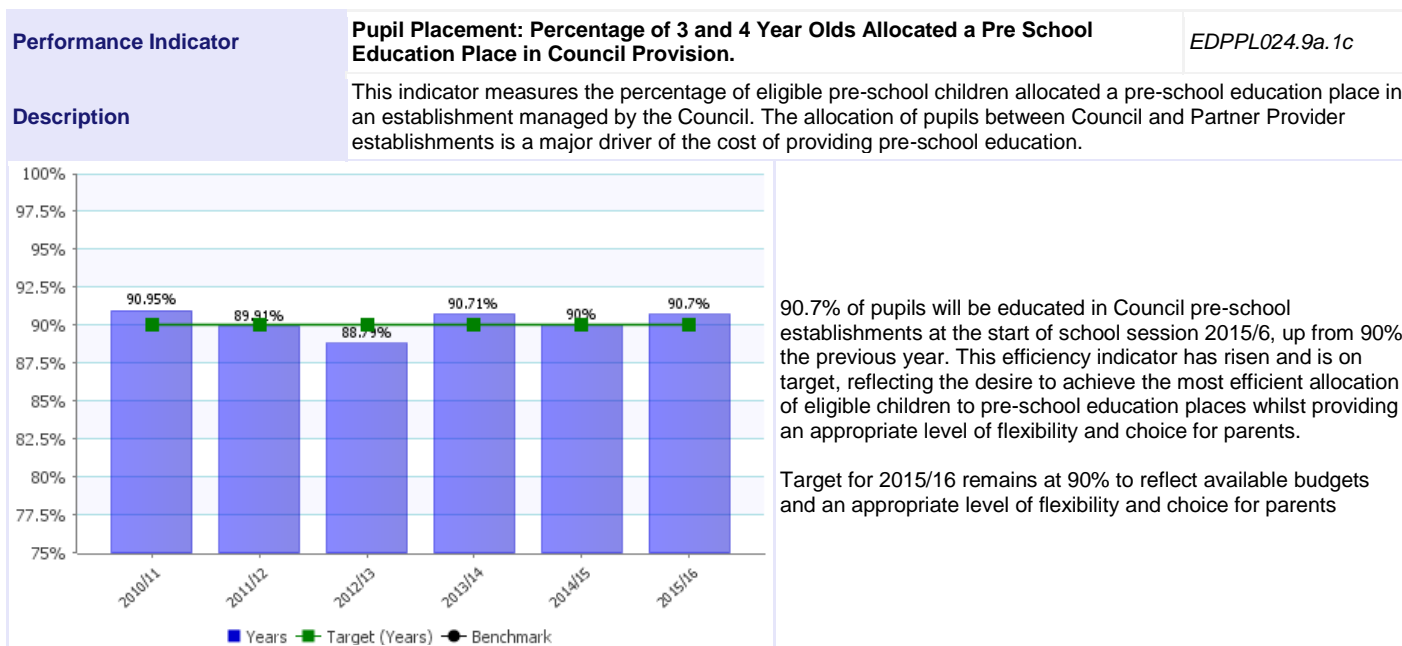 Performance Indicator
Pupil Placement: Percentage of 3 and 4 Year Olds Allocated a Pre School
Education Place in Council Provision.
EDPPL024.9a.1c
Description
This indicator measures the percentage of eligible pre-school children allocated a pre-school education place in
an establishment managed by the Council. The allocation of pupils between Council and Partner Provider
establishments is a major driver of the cost of providing pre-school education.
100%
97.5%
95%
92.5%
90%
87.5%
85%
82.5%
80%
77.5%
75%
90.95%
89.91%
88.79%
90.71%
90%
90.7%
2010/11
2011/12
2012/13
2013/14
2014/15
2015/16
Years
Target (Years)
Benchmark
90.7% of pupils will be educated in Council pre-school
establishments at the start of school session 2015/6, up from 90%
the previous year. This efficiency indicator has risen and is on
target, reflecting the desire to achieve the most efficient allocation
of eligible children to pre-school education places whilst providing
an appropriate level of flexibility and choice for parents.
Target for 2015/16 remains at 90% to reflect available budgets
and an appropriate level of flexibility and choice for parents